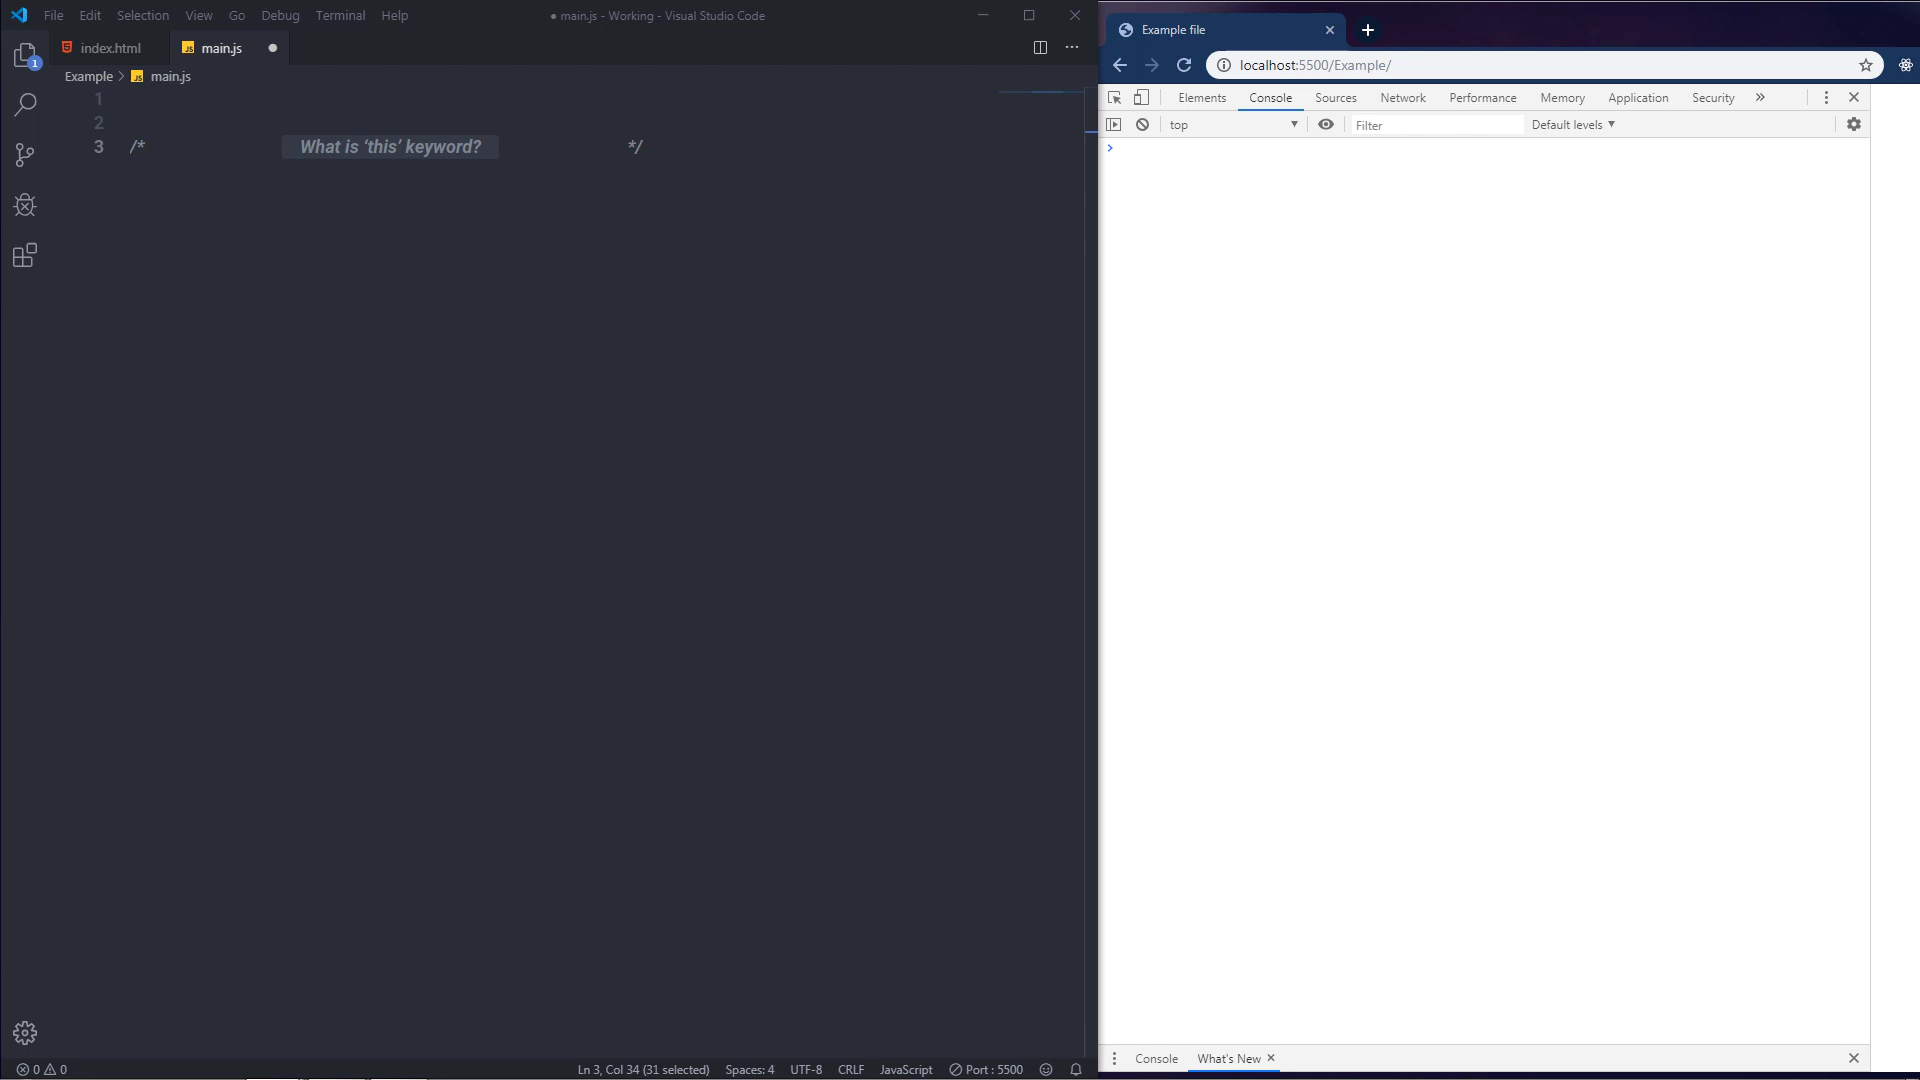 File Edit Selection View Go Debug Terminal Help
● main.js - Working - Visual Studio Code
index.html
JS main.js ●
Example > JS main.js
1
2
3 /* What is ‘this’ keyword? */
1
0 0
Ln 3, Col 34 (31 selected) Spaces: 4 UTF-8 CRLF JavaScript Port : 5500
Example file
localhost:5500/Example/
Elements Console Sources Network Performance Memory Application Security »
top Filter Default levels ▼
>
Console What's New